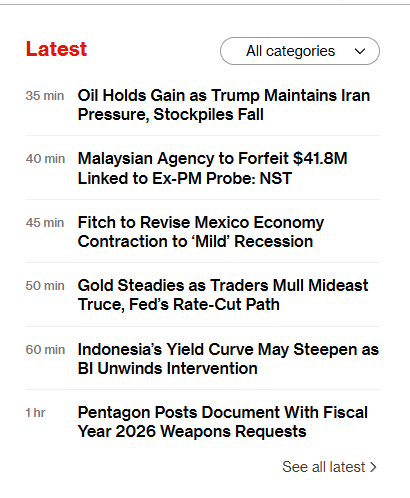 Latest
All categories
35 min
Oil Holds Gain as Trump Maintains Iran
Pressure, Stockpiles Fall
40 min
Malaysian Agency to Forfeit $41.8M
Linked to Ex-PM Probe: NST
45 min
Fitch to Revise Mexico Economy
Contraction to ‘Mild’ Recession
50 min
Gold Steadies as Traders Mull Mideast
Truce, Fed’s Rate-Cut Path
60 min
Indonesia’s Yield Curve May Steepen as
BI Unwinds Intervention
1 hr
Pentagon Posts Document With Fiscal
Year 2026 Weapons Requests
See all latest